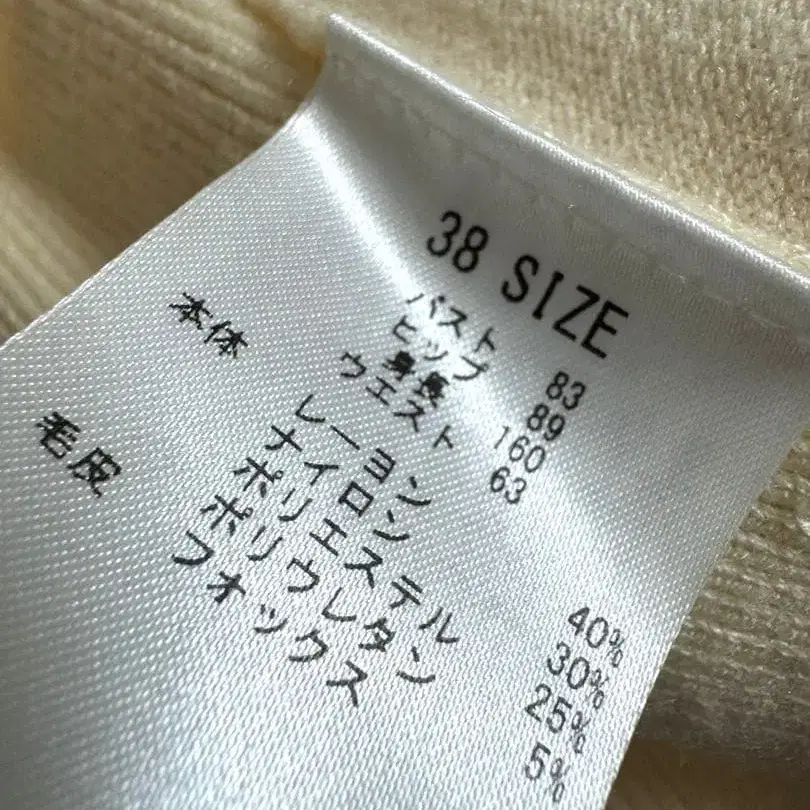 38 SIZE
バスト 83
ヒップ 89
身長 160
ウエスト 63
本体 レーヨン 40%
ナイロン 30%
ポリエステル 25%
ポリウレタン 5%
毛皮 フォックス